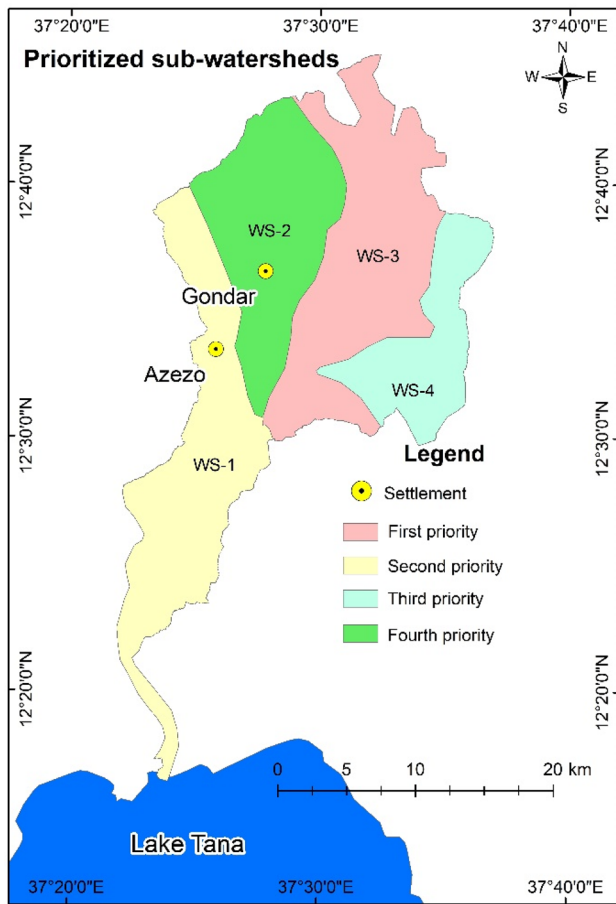 37°20'0"E 37°30'0"E 37°40'0"E
Prioritized sub-watersheds
N
W E
S
12°40'0"N 12°40'0"N
WS-2
WS-3
Gondar
Azezo
WS-4
12°30'0"N 12°30'0"N
Legend
WS-1
Settlement
First priority
Second priority
Third priority
Fourth priority
12°20'0"N 12°20'0"N
0 5 10 20 km
Lake Tana
37°20'0"E 37°30'0"E 37°40'0"E